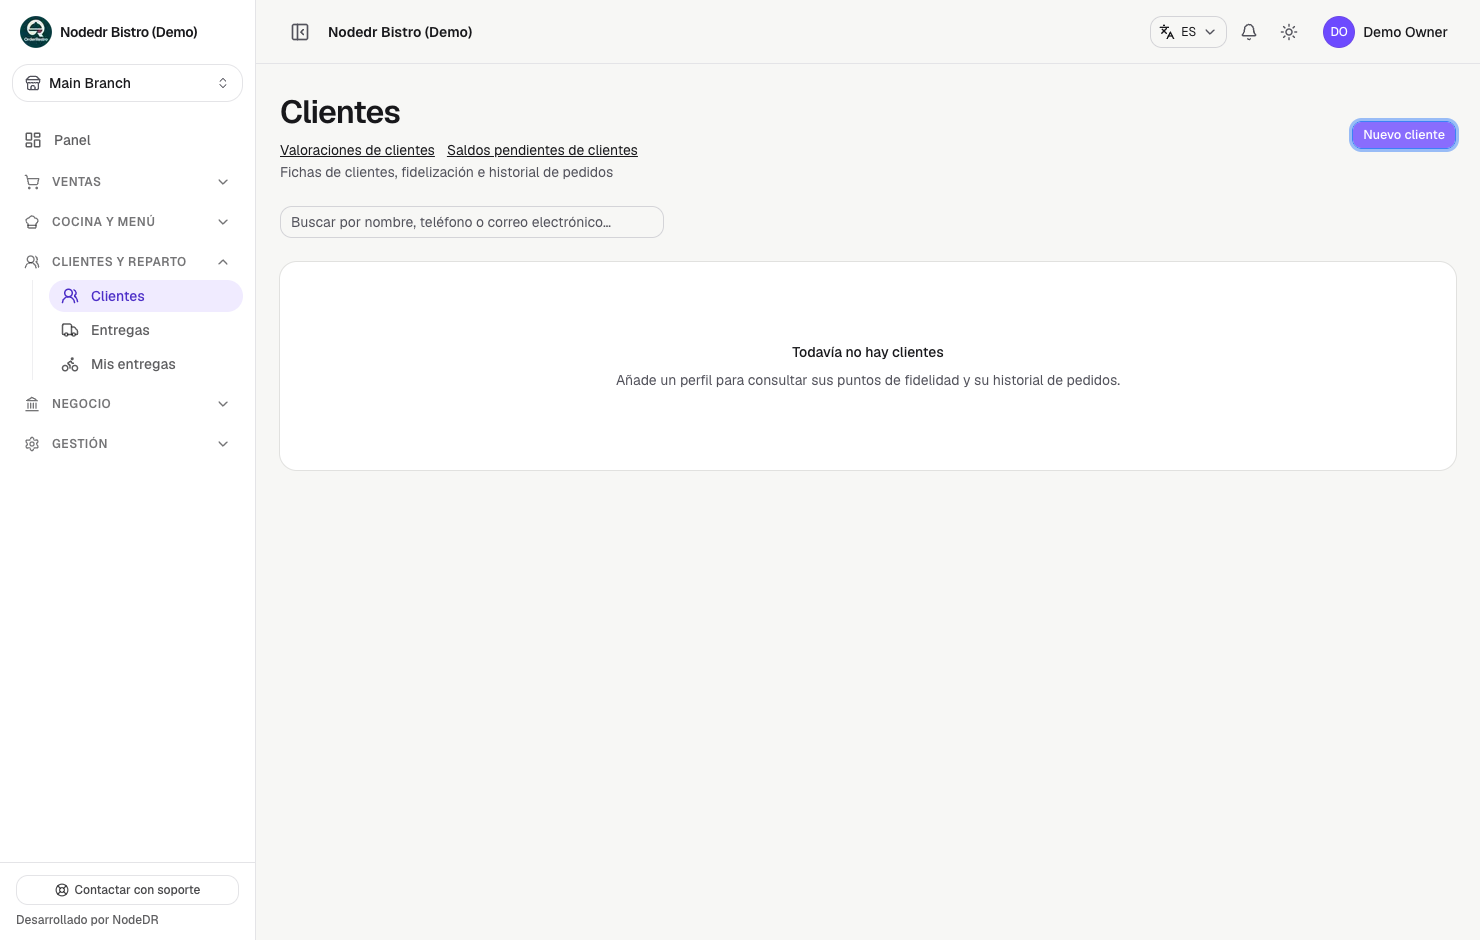 Nodedr Bistro (Demo)
Main Branch
Panel
VENTAS
COCINA Y MENÚ
CLIENTES Y REPARTO
Clientes
Entregas
Mis entregas
NEGOCIO
GESTIÓN
Contactar con soporte
Desarrollado por NodeDR
Nodedr Bistro (Demo)
ES
DO
Demo Owner
Clientes
Valoraciones de clientes Saldos pendientes de clientes
Fichas de clientes, fidelización e historial de pedidos
Nuevo cliente
Buscar por nombre, teléfono o correo electrónico...
Todavía no hay clientes
Añade un perfil para consultar sus puntos de fidelidad y su historial de pedidos.